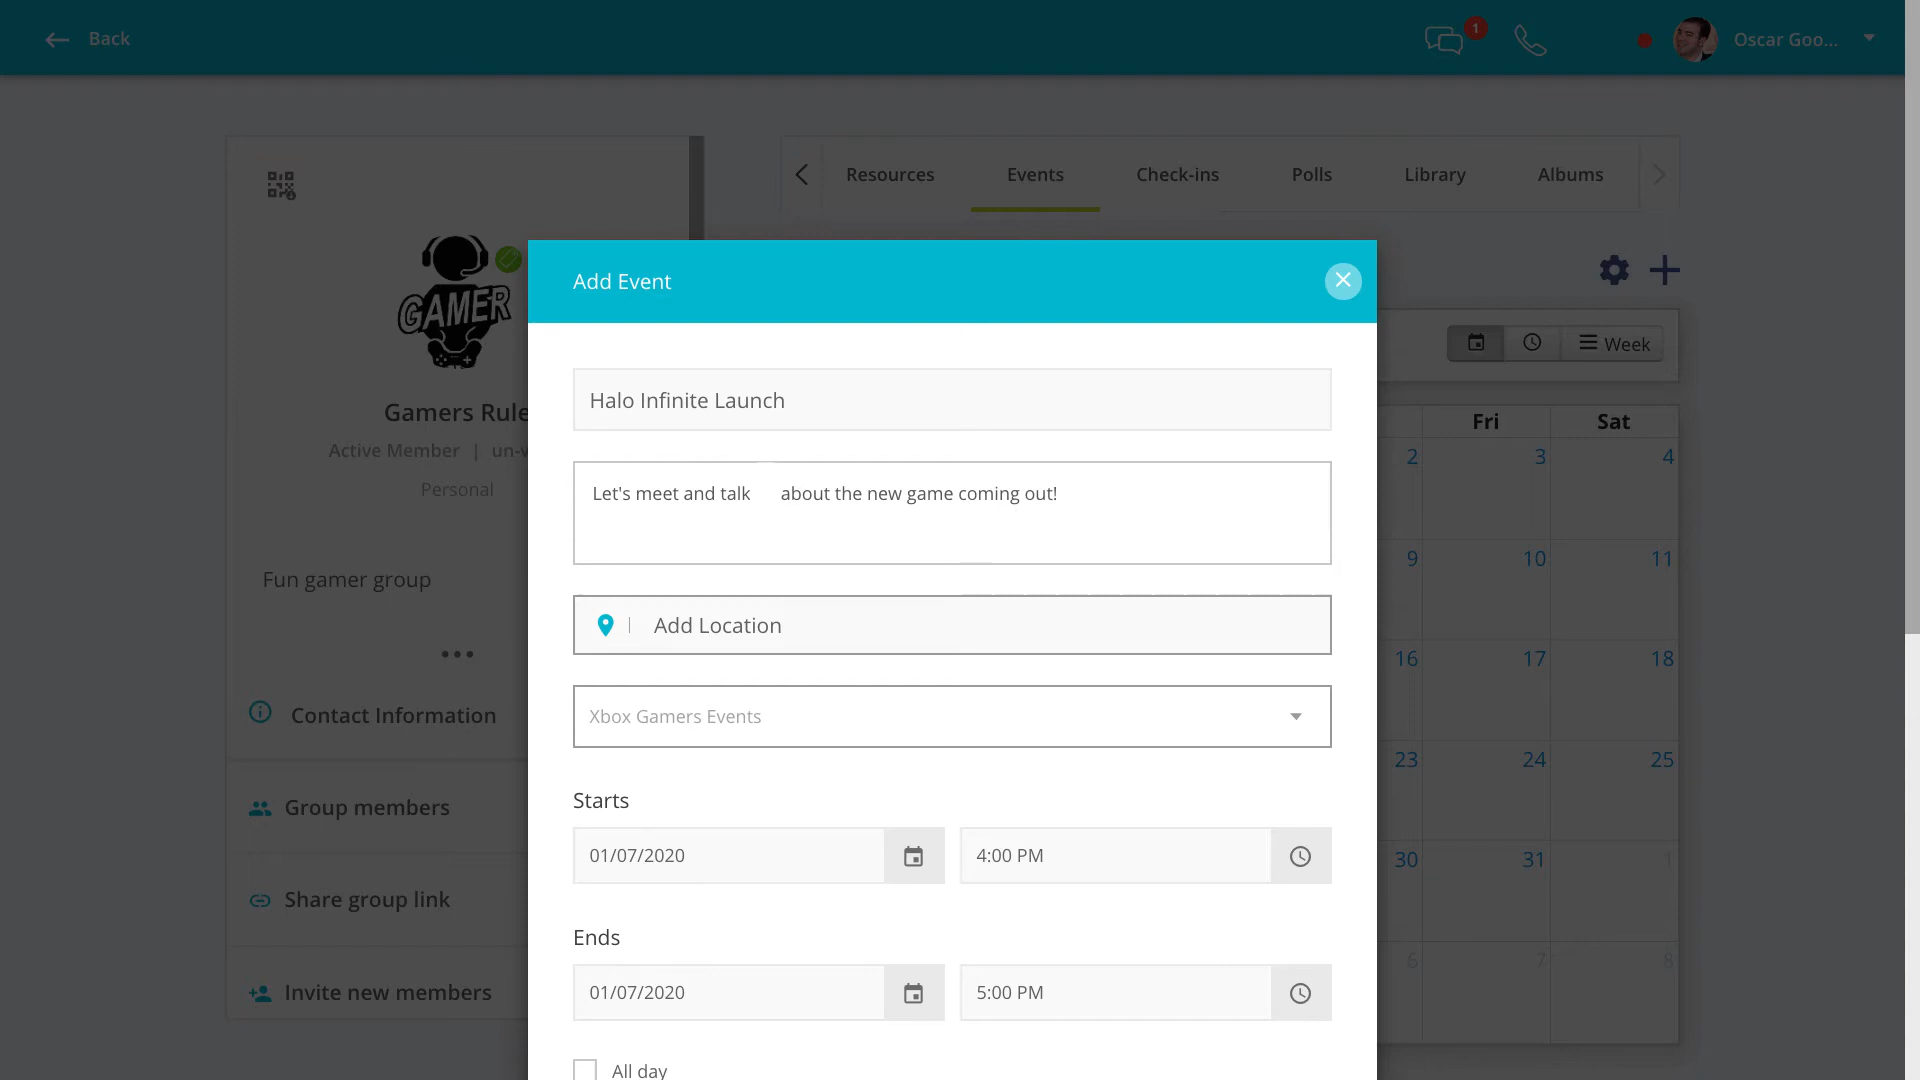 Back
1
Oscar Goo...
Resources
Events
Check-ins
Polls
Library
Albums
GAMER
Gamers Rule
Active Member | un-v
Personal
Fun gamer group
Contact Information
Group members
Share group link
Invite new members
Add Event
Halo Infinite Launch
Let's meet and talk about the new game coming out!
Add Location
Xbox Gamers Events
Starts
01/07/2020
4:00 PM
Ends
01/07/2020
5:00 PM
All day
Week
Fri Sat
2 3 4
9 10 11
16 17 18
23 24 25
30 31 1
6 7 8